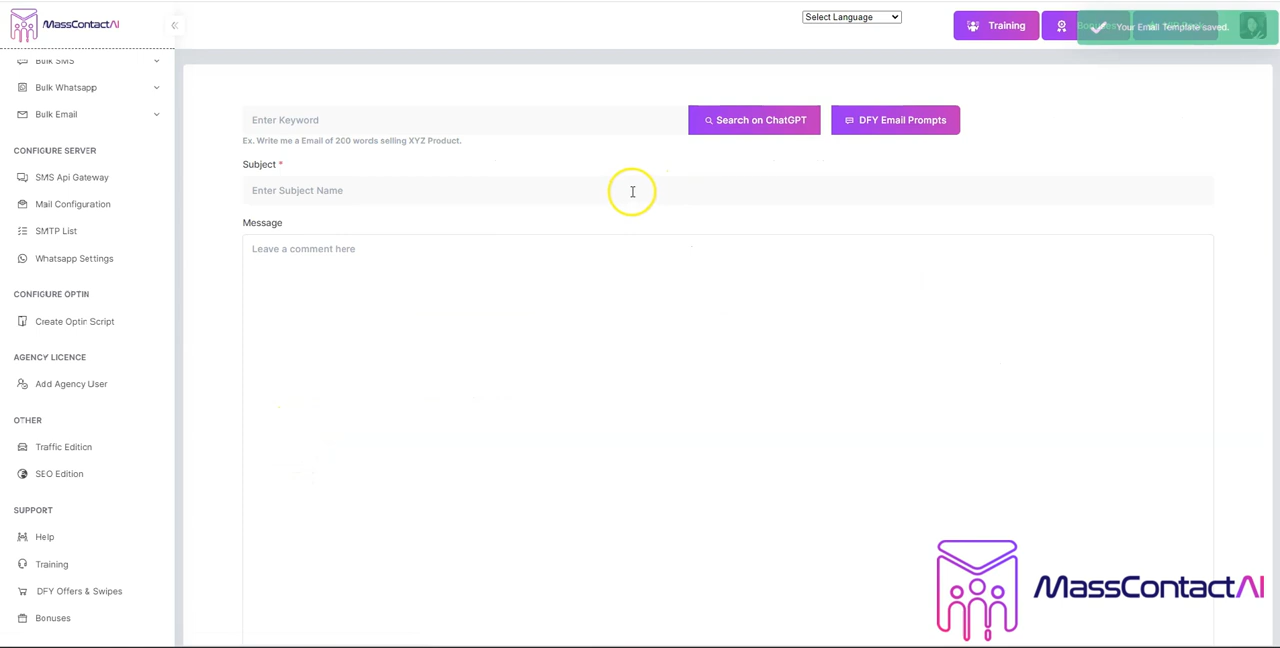 MassContactAI
Select Language
Training
Your Email Template saved.
Bulk SMS
Bulk Whatsapp
Bulk Email
CONFIGURE SERVER
SMS Api Gateway
Mail Configuration
SMTP List
Whatsapp Settings
CONFIGURE OPTIN
Create Optin Script
AGENCY LICENCE
Add Agency User
OTHER
Traffic Edition
SEO Edition
SUPPORT
Help
Training
DFY Offers & Swipes
Bonuses
Enter Keyword
Search on ChatGPT
DFY Email Prompts
Ex. Write me a Email of 200 words selling XYZ Product.
Subject *
Enter Subject Name
Message
Leave a comment here
MassContactAI